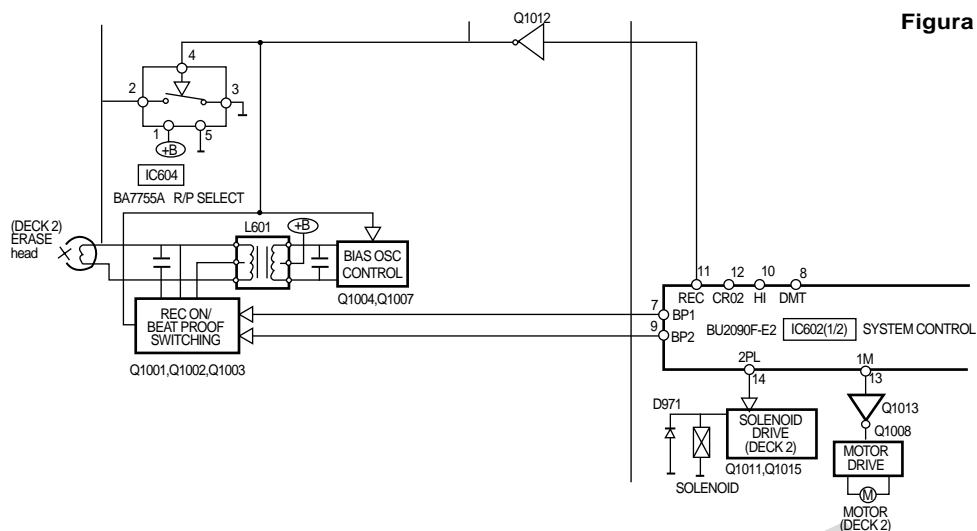 Q1012
Figura
4
2
3
1
5
+B
IC604
BA7755A R/P SELECT
(DECK 2)
ERASE
head
L601
+B
BIAS OSC
CONTROL
Q1004,Q1007
REC ON/
BEAT PROOF
SWITCHING
Q1001,Q1002,Q1003
11 12 10 8
REC CR02 HI DMT
7 BP1
9 BP2
BU2090F-E2 IC602(1/2) SYSTEM CONTROL
2PL 1M
14 13
D971
SOLENOID
DRIVE
(DECK 2)
Q1011,Q1015
SOLENOID
Q1013
Q1008
MOTOR
DRIVE
M
MOTOR
(DECK 2)